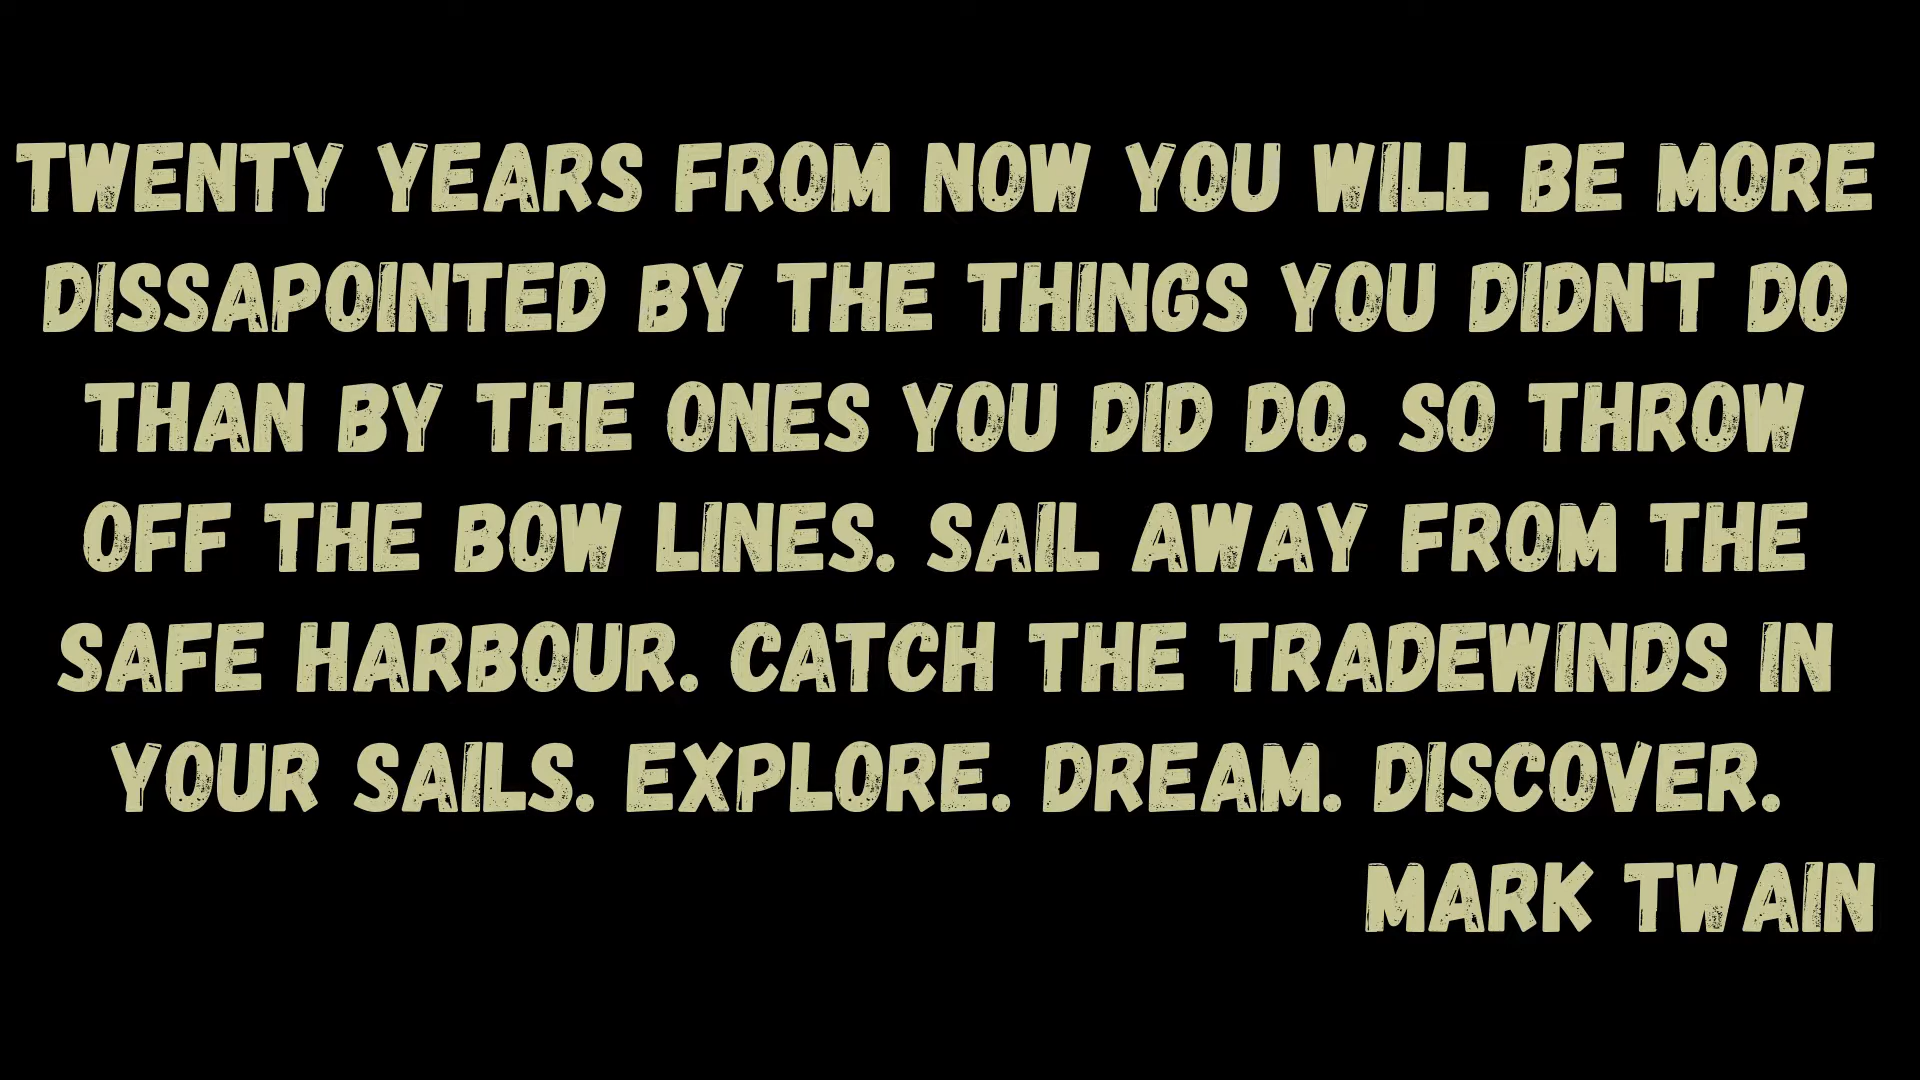 TWENTY YEARS FROM NOW YOU WILL BE MORE
DISSAPOINTED BY THE THINGS YOU DIDN'T DO
THAN BY THE ONES YOU DID DO. SO THROW
OFF THE BOW LINES. SAIL AWAY FROM THE
SAFE HARBOUR. CATCH THE TRADEWINDS IN
YOUR SAILS. EXPLORE. DREAM. DISCOVER.
MARK TWAIN